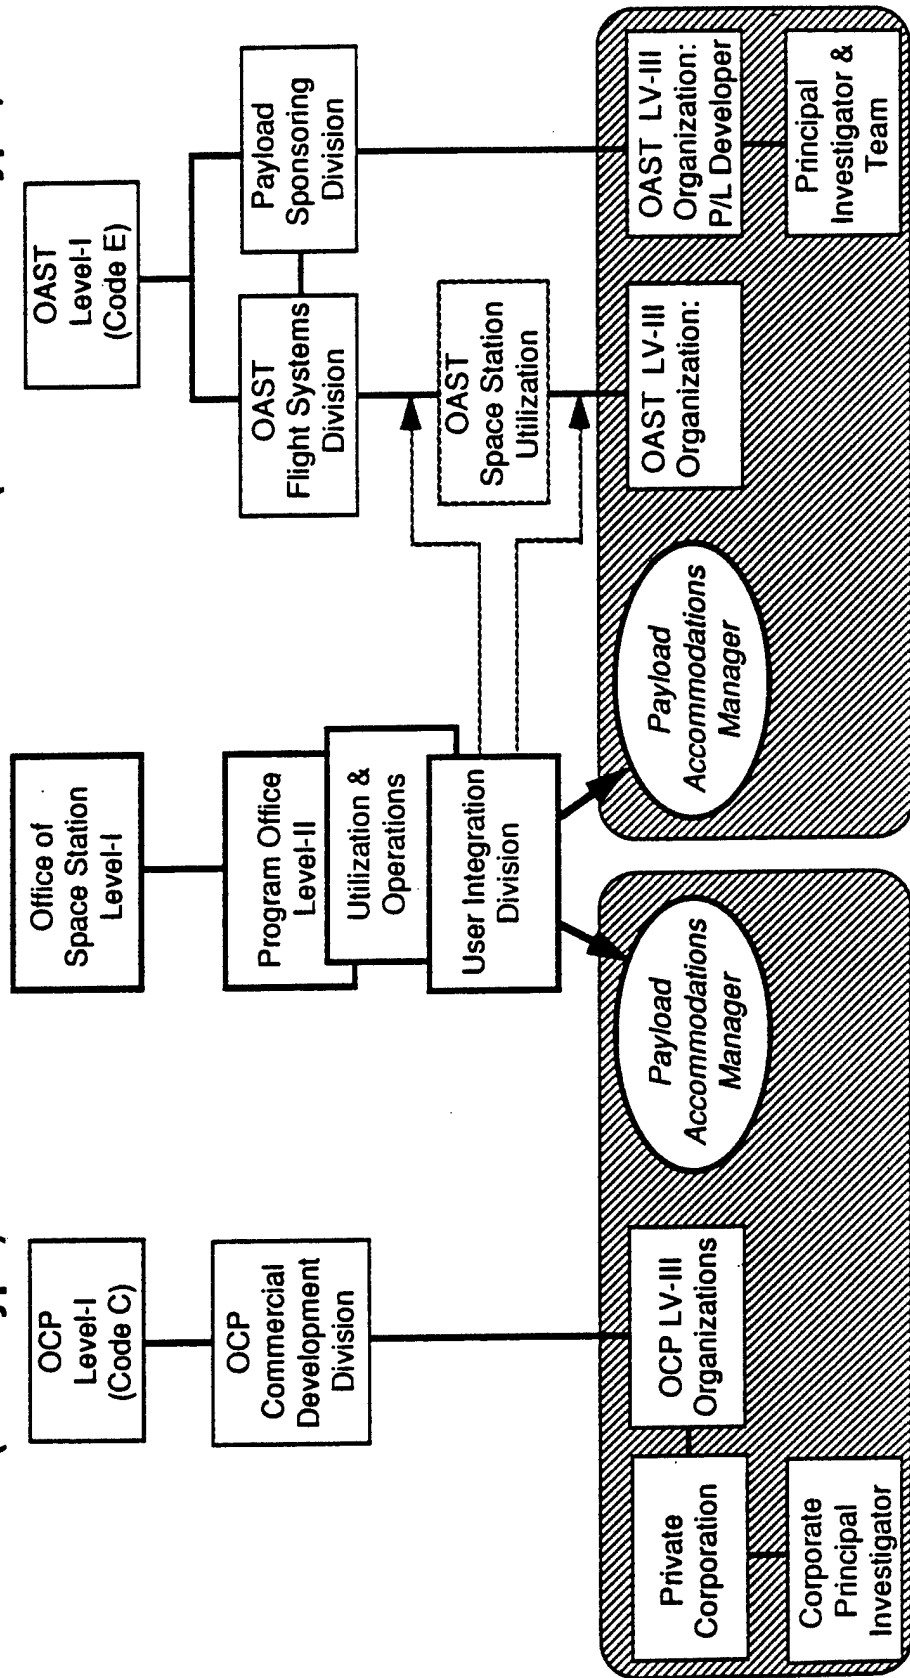 OCP
Level-I
(Code C)
OCP
Commercial
Development
Division
OCP LV-III
Organizations
Private
Corporation
Corporate
Principal
Investigator
Office of
Space Station
Level-I
Program Office
Level-II
Utilization &
Operations
User Integration
Division
Payload
Accommodations
Manager
Payload
Accommodations
Manager
OAST
Level-I
(Code E)
OAST
Flight Systems
Division
Payload
Sponsoring
Division
OAST
Space Station
Utilization
OAST LV-III
Organization:
OAST LV-III
Organization:
P/L Developer
Principal
Investigator &
Team